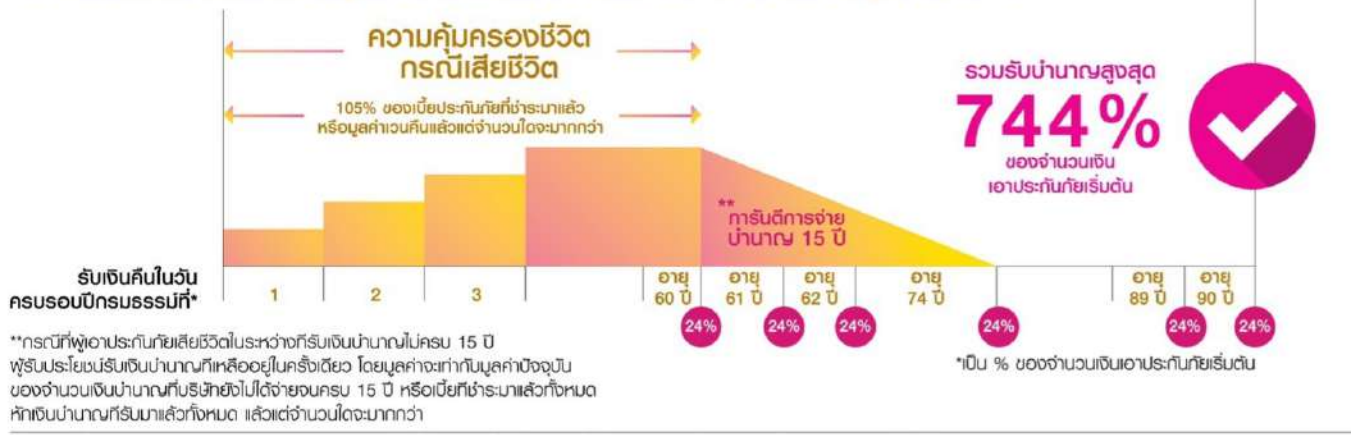 ความคุ้มครองชีวิต
กรณีเสียชีวิต
105% ของเบี้ยประกันภัยที่ชำระมาแล้ว
หรือมูลค่าเวนคืนแล้วแต่จำนวนใดจะมากกว่า
รวมรับบำนาญสูงสุด
744%
ของจำนวนเงิน
เอาประกันภัยเริ่มต้น
**การันตีการจ่าย
บำนาญ 15 ปี
รับเงินคืนในวัน
ครบรอบปีกรมธรรม์ที่*
1 2 3
อายุ 60 ปี
อายุ 61 ปี
อายุ 62 ปี
อายุ 74 ปี
อายุ 89 ปี
อายุ 90 ปี
24% 24% 24% 24% 24% 24%
*เป็น % ของจำนวนเงินเอาประกันภัยเริ่มต้น
**กรณีที่ผู้เอาประกันภัยเสียชีวิตในระหว่างที่รับเงินบำนาญไม่ครบ 15 ปี
ผู้รับประโยชน์รับเงินบำนาญที่เหลืออยู่ในครั้งเดียว โดยมูลค่าจะเท่ากับมูลค่าปัจจุบัน
ของจำนวนเงินบำนาญที่บริษัทยังไม่ได้จ่ายจนครบ 15 ปี หรือเบี้ยที่ชำระมาแล้วทั้งหมด
หักเงินบำนาญที่รับมาแล้วทั้งหมด แล้วแต่จำนวนใดจะมากกว่า